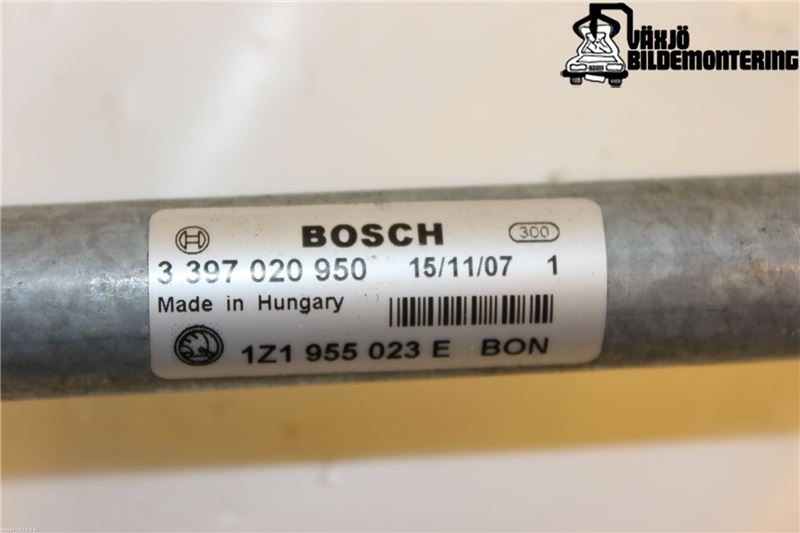 VÄXJÖ
BILDEMONTERING
BOSCH
300
3 397 020 950 15/11/07 1
Made in Hungary
1Z1 955 023 E BON